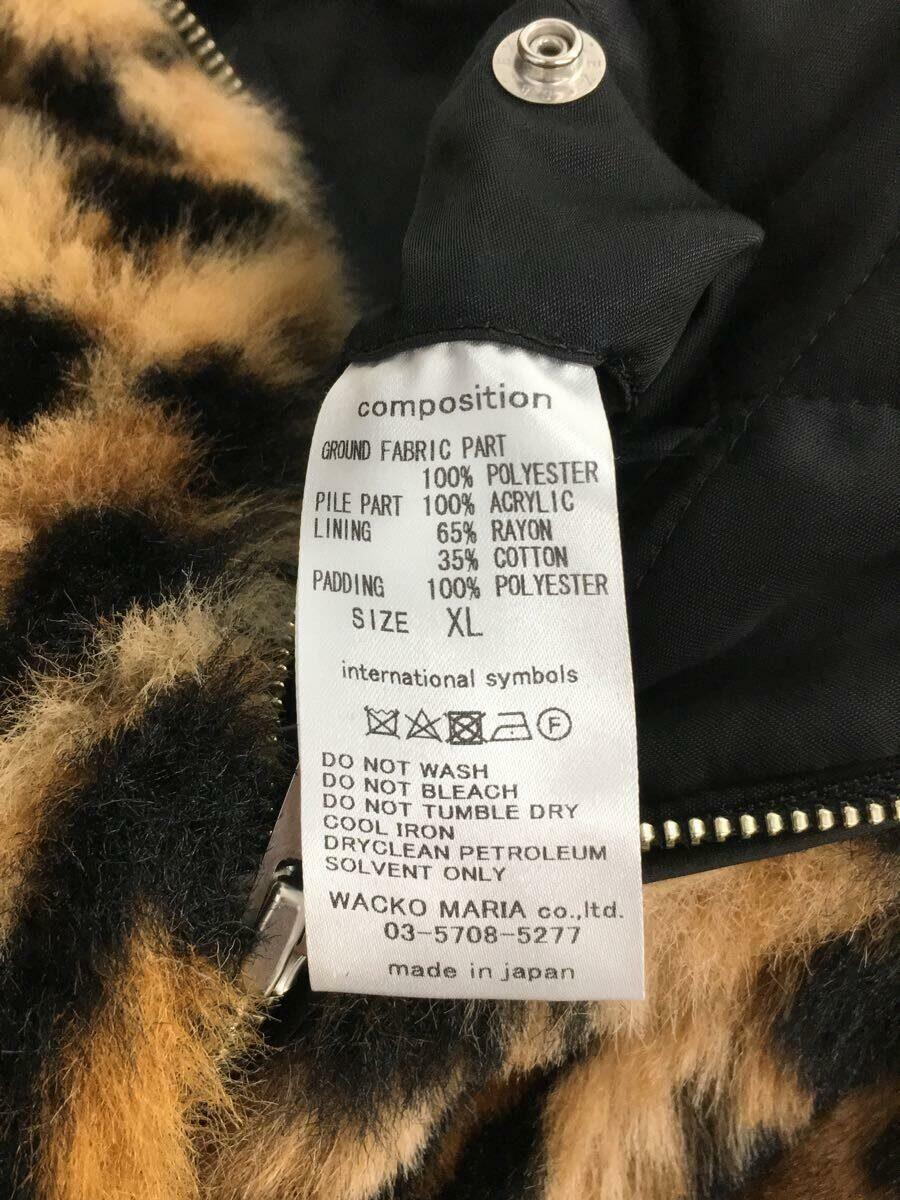 composition
GROUND FABRIC PART
100% POLYESTER
PILE PART 100% ACRYLIC
LINING 65% RAYON
35% COTTON
PADDING 100% POLYESTER
SIZE XL
international symbols
DO NOT WASH
DO NOT BLEACH
DO NOT TUMBLE DRY
COOL IRON
DRYCLEAN PETROLEUM
SOLVENT ONLY
WACKO MARIA co.,ltd.
03-5708-5277
made in japan